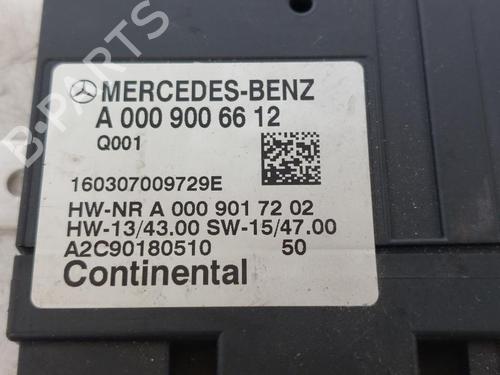 MERCEDES-BENZ
A 000 900 66 12
Q001
160307009729E
HW-NR A 000 901 72 02
HW-13/43.00 SW-15/47.00
A2C90180510 50
Continental
B-PARTS